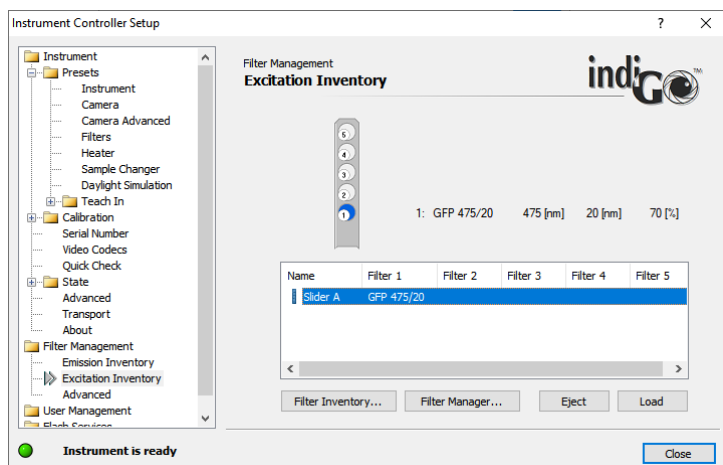 Instrument Controller Setup
? X
Instrument
Presets
Instrument
Camera
Camera Advanced
Filters
Heater
Sample Changer
Daylight Simulation
Teach In
Calibration
Serial Number
Video Codecs
Quick Check
State
Advanced
Transport
About
Filter Management
Emission Inventory
Excitation Inventory
Advanced
User Management
Flash Services
Instrument is ready
Filter Management
Excitation Inventory
indiGO™
5
4
3
2
1
1: GFP 475/20 475 [nm] 20 [nm] 70 [%]
Name Filter 1 Filter 2 Filter 3 Filter 4 Filter 5
Slider A GFP 475/20
Filter Inventory... Filter Manager... Eject Load
Close